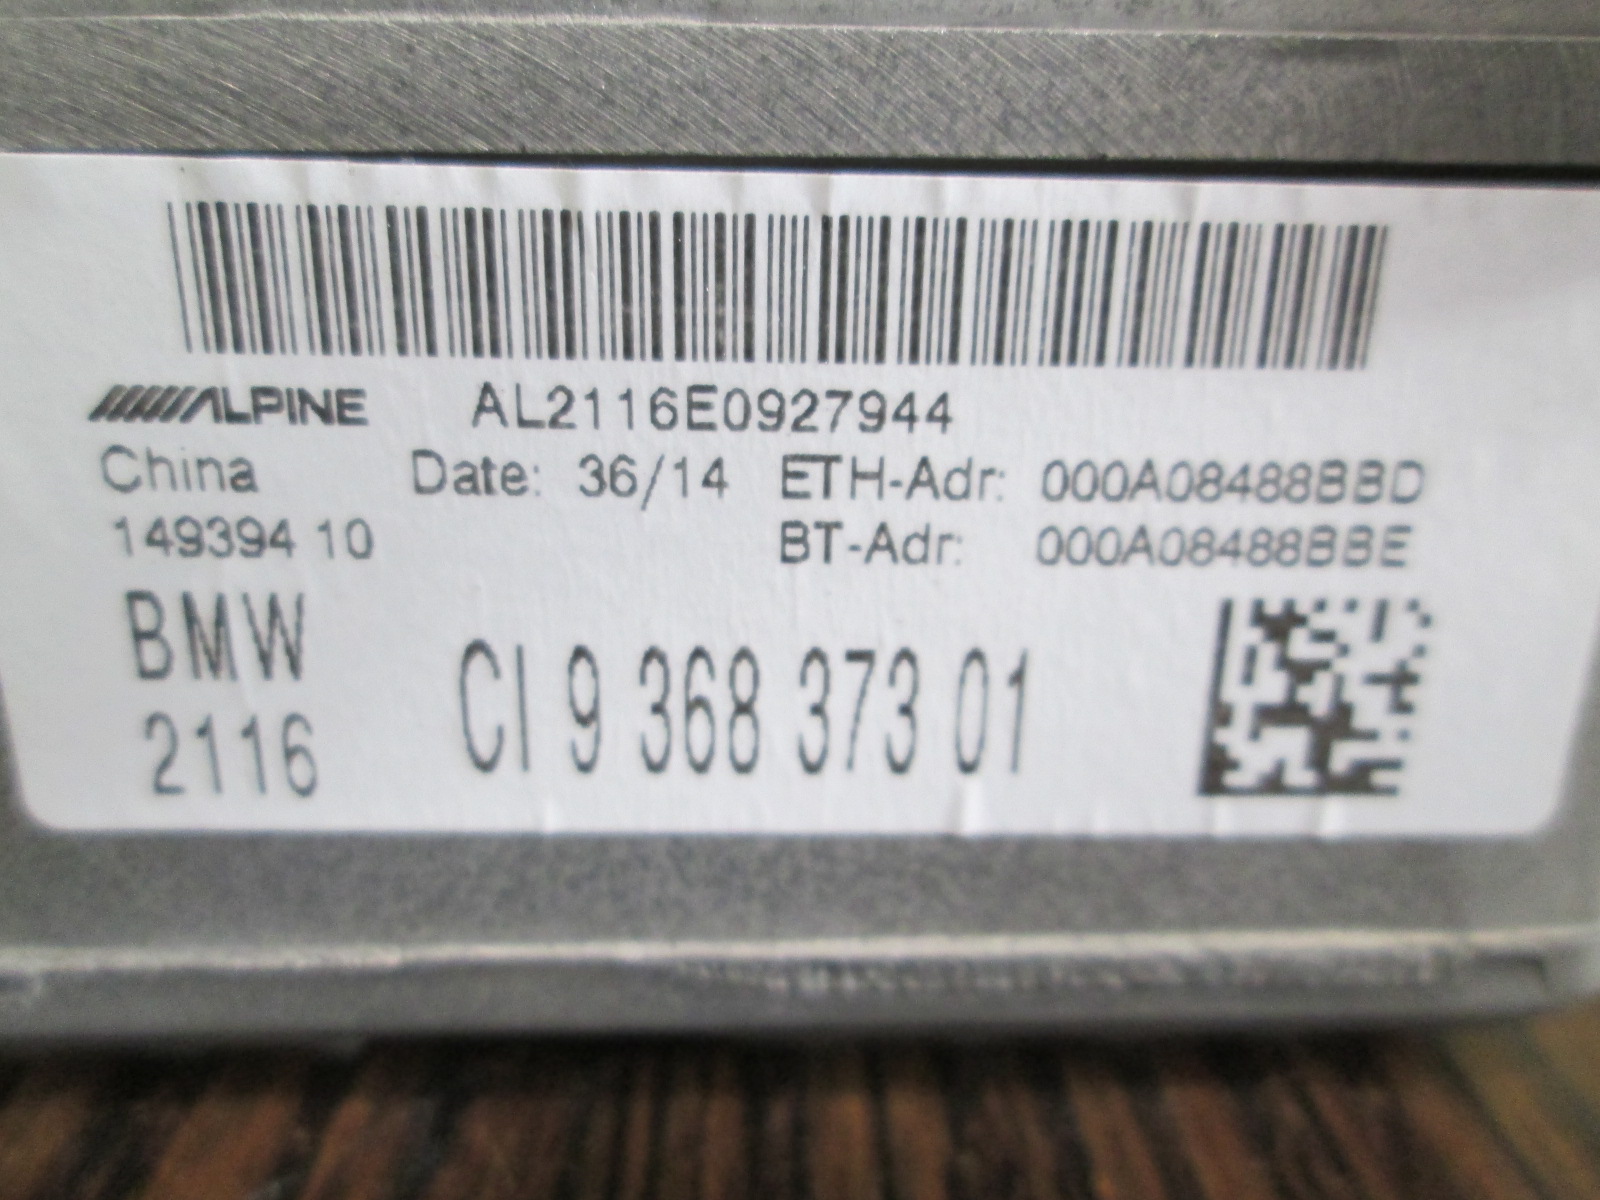 ALPINE AL2116E0927944
China Date: 36/14 ETH-Adr: 000A08488BBD
149394 10 BT-Adr: 000A08488BBE
BMW
2116 CI 9 368 373 01